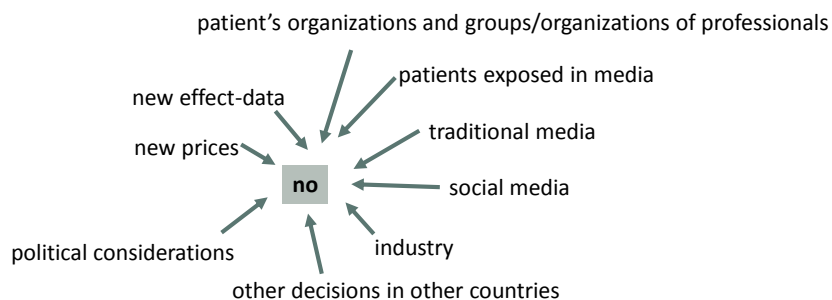 patient's organizations and groups/organizations of professionals
patients exposed in media
new effect-data
traditional media
new prices
no
social media
political considerations
industry
other decisions in other countries